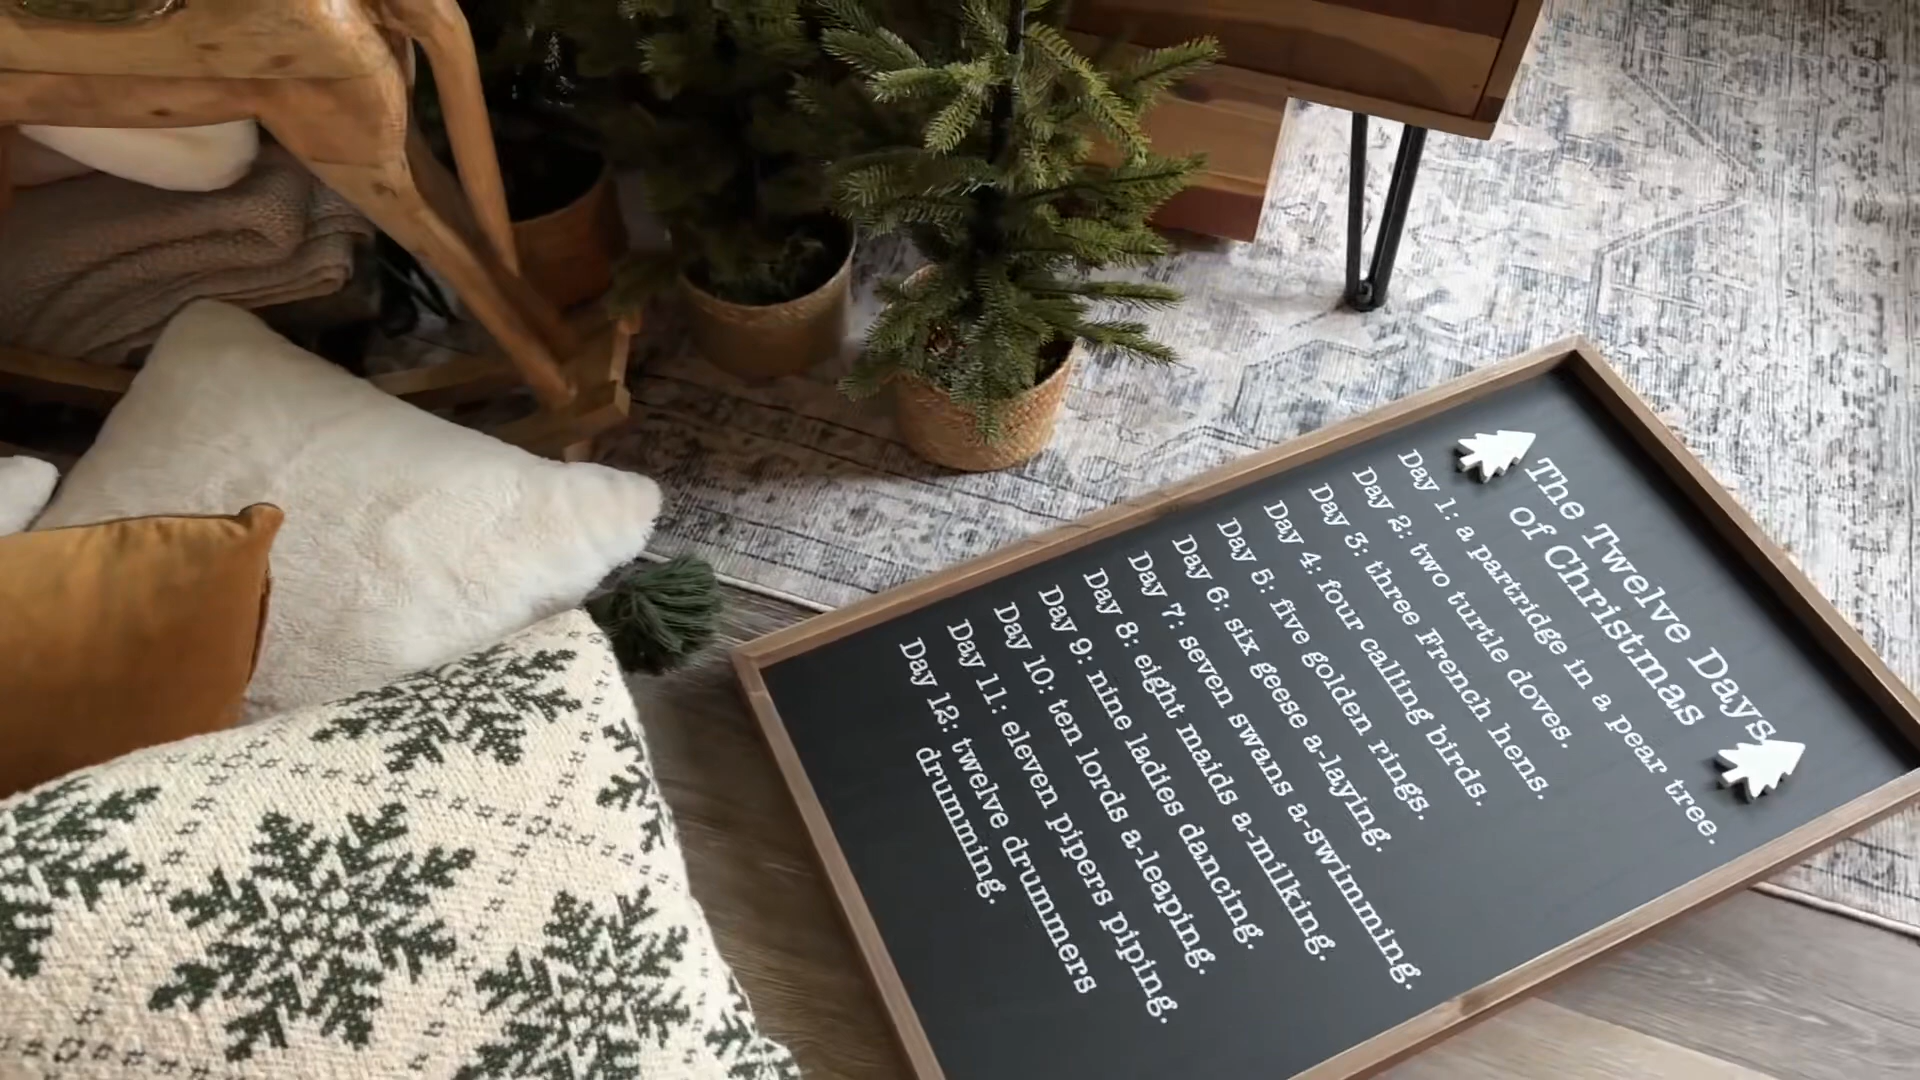 The Twelve Days
of Christmas
Day 1: a partridge in a pear tree.
Day 2: two turtle doves.
Day 3: three French hens.
Day 4: four calling birds.
Day 5: five golden rings.
Day 6: six geese a-laying.
Day 7: seven swans a-swimming.
Day 8: eight maids a-milking.
Day 9: nine ladies dancing.
Day 10: ten lords a-leaping.
Day 11: eleven pipers piping.
Day 12: twelve drummers
drumming.